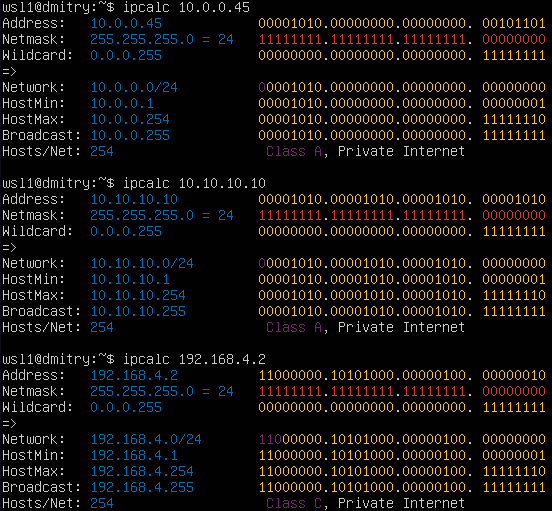 wsl1@dmitry:~$ ipcalc 10.0.0.45
Address:   10.0.0.45            00001010.00000000.00000000. 00101101
Netmask:   255.255.255.0 = 24   11111111.11111111.11111111. 00000000
Wildcard:  0.0.0.255            00000000.00000000.00000000. 11111111
=>
Network:   10.0.0.0/24          00001010.00000000.00000000. 00000000
HostMin:   10.0.0.1             00001010.00000000.00000000. 00000001
HostMax:   10.0.0.254           00001010.00000000.00000000. 11111110
Broadcast: 10.0.0.255           00001010.00000000.00000000. 11111111
Hosts/Net: 254                   Class A, Private Internet
wsl1@dmitry:~$ ipcalc 10.10.10.10
Address:   10.10.10.10          00001010.00001010.00001010. 00001010
Netmask:   255.255.255.0 = 24   11111111.11111111.11111111. 00000000
Wildcard:  0.0.0.255            00000000.00000000.00000000. 11111111
=>
Network:   10.10.10.0/24        00001010.00001010.00001010. 00000000
HostMin:   10.10.10.1           00001010.00001010.00001010. 00000001
HostMax:   10.10.10.254         00001010.00001010.00001010. 11111110
Broadcast: 10.10.10.255         00001010.00001010.00001010. 11111111
Hosts/Net: 254                   Class A, Private Internet
wsl1@dmitry:~$ ipcalc 192.168.4.2
Address:   192.168.4.2          11000000.10101000.00000100. 00000010
Netmask:   255.255.255.0 = 24   11111111.11111111.11111111. 00000000
Wildcard:  0.0.0.255            00000000.00000000.00000000. 11111111
=>
Network:   192.168.4.0/24       11000000.10101000.00000100. 00000000
HostMin:   192.168.4.1          11000000.10101000.00000100. 00000001
HostMax:   192.168.4.254        11000000.10101000.00000100. 11111110
Broadcast: 192.168.4.255        11000000.10101000.00000100. 11111111
Hosts/Net: 254                   Class C, Private Internet